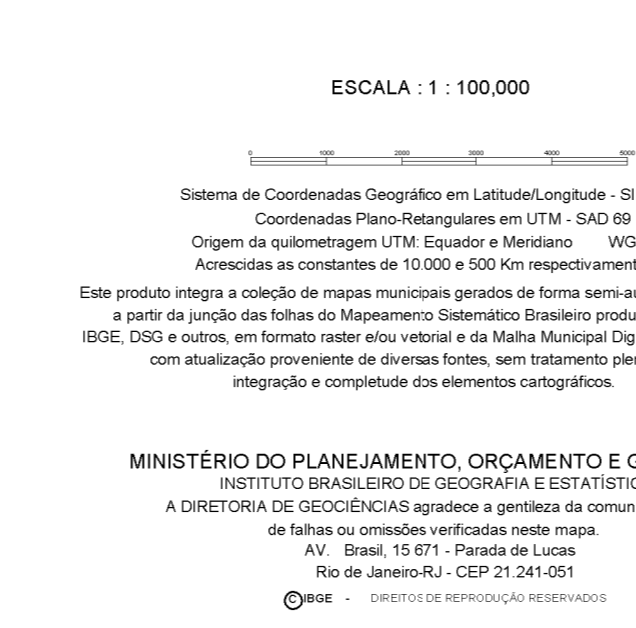 ESCALA : 1 : 100,000
0 1000 2000 3000 4000 5000
Sistema de Coordenadas Geográfico em Latitude/Longitude - SI
Coordenadas Plano-Retangulares em UTM - SAD 69
Origem da quilometragem UTM: Equador e Meridiano WG
Acrescidas as constantes de 10.000 e 500 Km respectivament
Este produto integra a coleção de mapas municipais gerados de forma semi-au
a partir da junção das folhas do Mapeamento Sistemático Brasileiro produ
IBGE, DSG e outros, em formato raster e/ou vetorial e da Malha Municipal Dig
com atualização proveniente de diversas fontes, sem tratamento ple
integração e completude dos elementos cartográficos.
MINISTÉRIO DO PLANEJAMENTO, ORÇAMENTO E G
INSTITUTO BRASILEIRO DE GEOGRAFIA E ESTATÍSTIC
A DIRETORIA DE GEOCIÊNCIAS agradece a gentileza da comun
de falhas ou omissões verificadas neste mapa.
AV. Brasil, 15 671 - Parada de Lucas
Rio de Janeiro-RJ - CEP 21.241-051
© IBGE - DIREITOS DE REPRODUÇÃO RESERVADOS